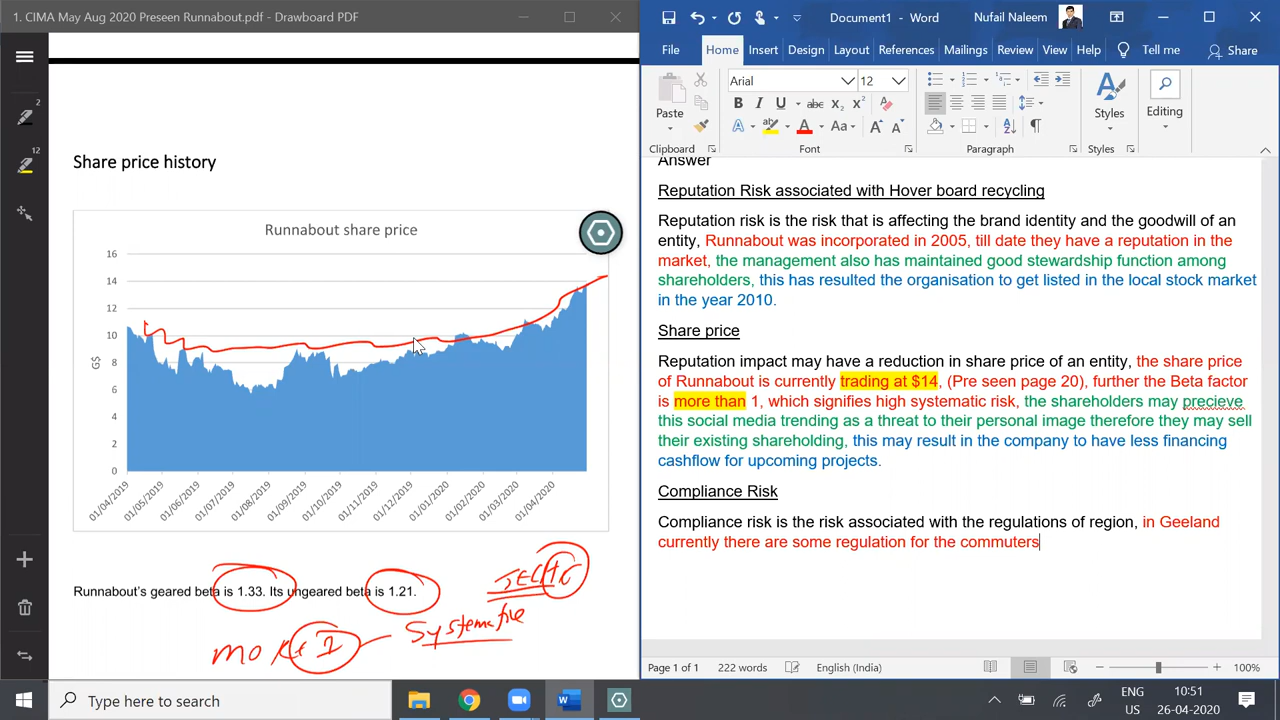 1. CIMA May Aug 2020 Preseen Runnabout.pdf - Drawboard PDF
2
12
Share price history
Runnabout share price
G$
16
14
12
10
8
6
4
2
0
01/04/2019
01/05/2019
01/06/2019
01/07/2019
01/08/2019
01/09/2019
01/10/2019
01/11/2019
01/12/2019
01/01/2020
01/02/2020
01/03/2020
01/04/2020
Runnabout's geared beta is 1.33. Its ungeared beta is 1.21.
Systematic
Document1 - Word
Nufail Naleem
File Home Insert Design Layout References Mailings Review View Help Tell me Share
Paste
Clipboard
Arial 12
B I U abc x₂ x²
A A Aa A A
Font
Paragraph
Styles
Styles
Editing
Answer
Reputation Risk associated with Hover board recycling
Reputation risk is the risk that is affecting the brand identity and the goodwill of an
entity, Runnabout was incorporated in 2005, till date they have a reputation in the
market, the management also has maintained good stewardship function among
shareholders, this has resulted the organisation to get listed in the local stock market
in the year 2010.
Share price
Reputation impact may have a reduction in share price of an entity, the share price
of Runnabout is currently trading at $14, (Pre seen page 20), further the Beta factor
is more than 1, which signifies high systematic risk, the shareholders may precieve
this social media trending as a threat to their personal image therefore they may sell
their existing shareholding, this may result in the company to have less financing
cashflow for upcoming projects.
Compliance Risk
Compliance risk is the risk associated with the regulations of region, in Geeland
currently there are some regulation for the commuters
Page 1 of 1 222 words English (India) 100%
Type here to search
ENG
US
10:51
26-04-2020